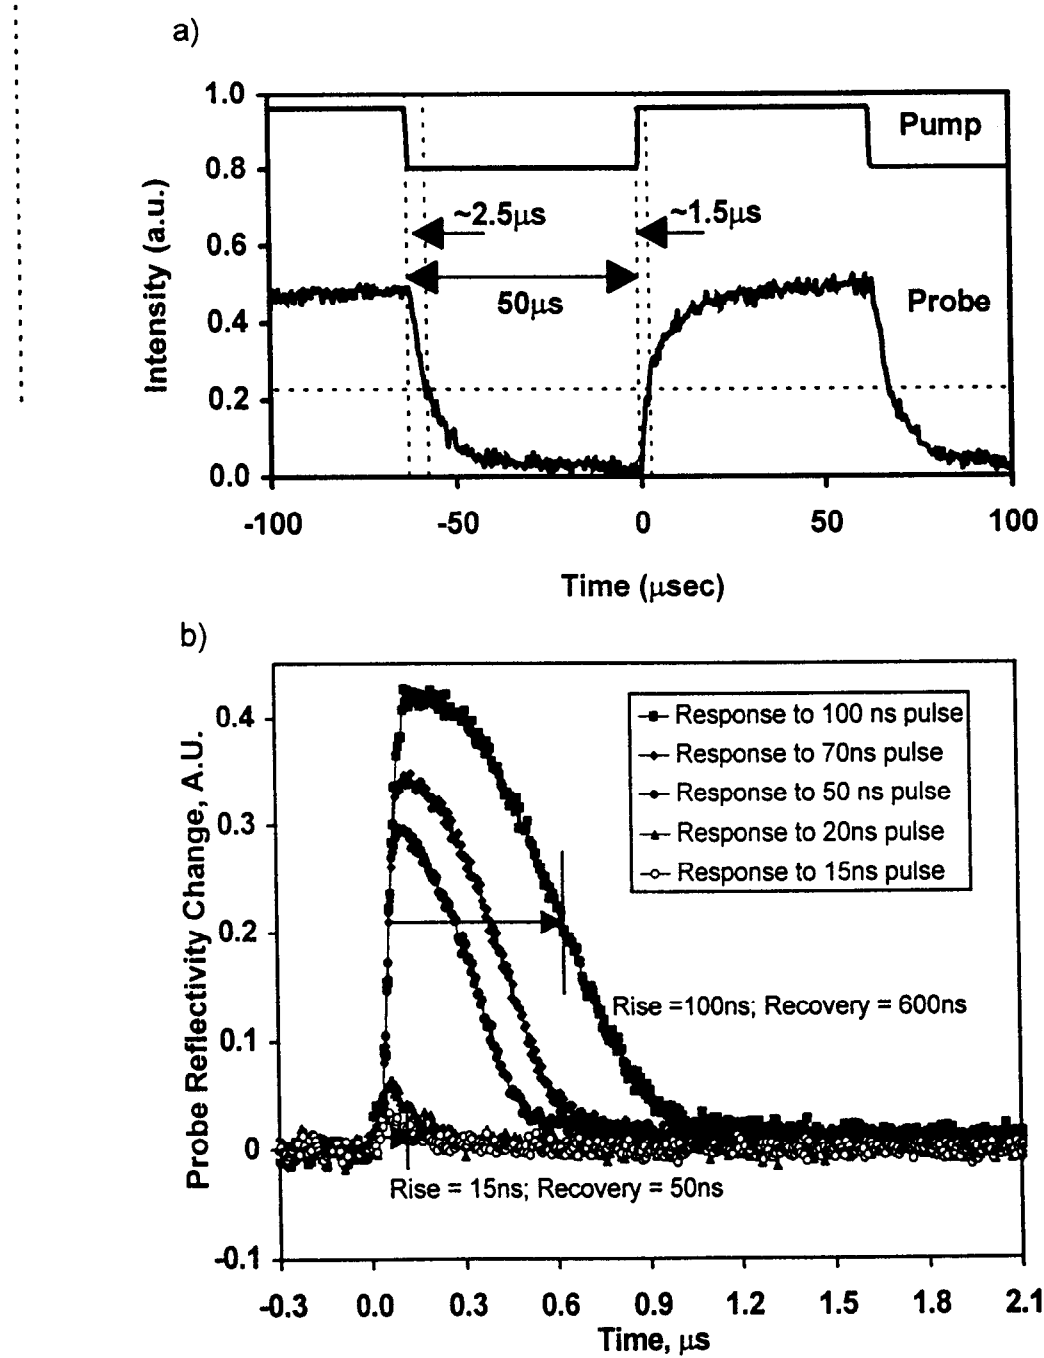 a)
1.0
Pump
0.8
~2.5μs
~1.5μs
0.6
50μs
Probe
0.4
0.2
0.0
Intensity (a.u.)
-100
-50
0
50
100
Time (μsec)
b)
0.4
Response to 100 ns pulse
Response to 70ns pulse
Response to 50 ns pulse
Response to 20ns pulse
Response to 15ns pulse
0.3
0.2
Rise =100ns; Recovery = 600ns
0.1
0
Rise = 15ns; Recovery = 50ns
-0.1
Probe Reflectivity Change, A.U.
-0.3
0.0
0.3
0.6
0.9
1.2
1.5
1.8
2.1
Time, μs